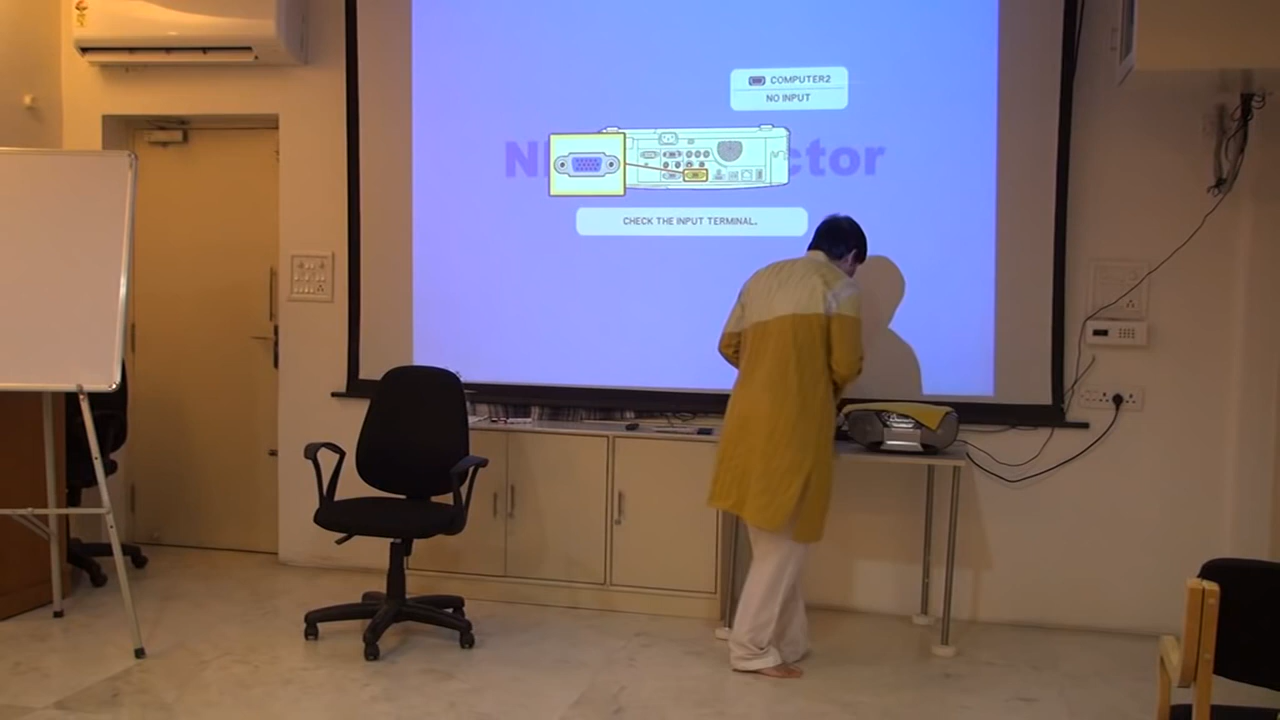 COMPUTER2
NO INPUT
CHECK THE INPUT TERMINAL.